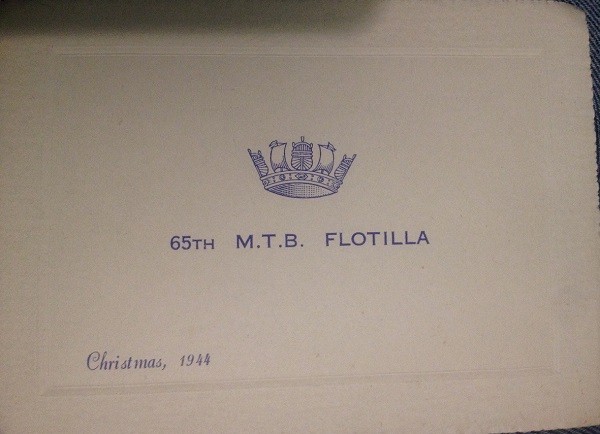 65TH M.T.B. FLOTILLA
Christmas, 1944